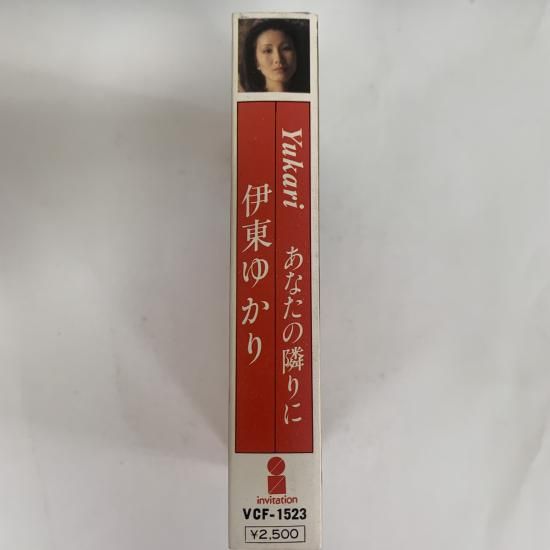 Yukari あなたの隣りに
伊東ゆかり
invitation
VCF-1523
¥2,500